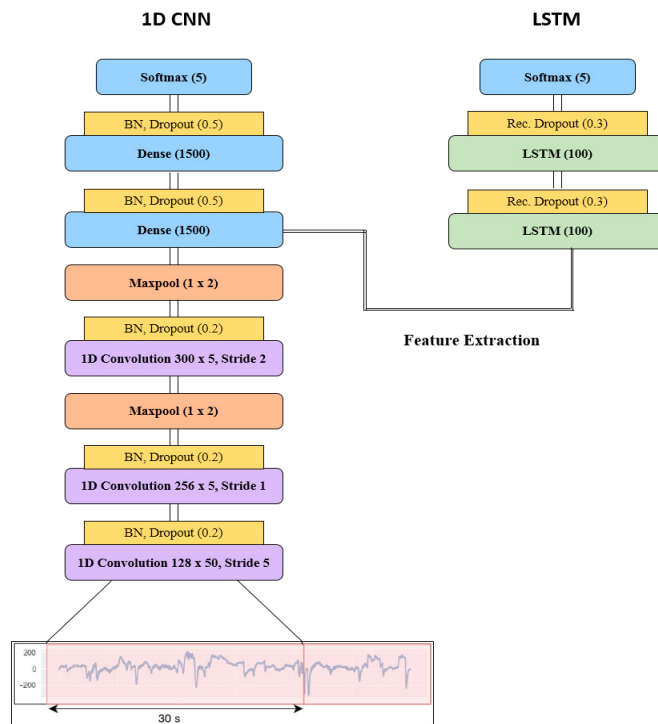 1D CNN
LSTM
Softmax (5)
BN, Dropout (0.5)
Dense (1500)
BN, Dropout (0.5)
Dense (1500)
Maxpool (1 x 2)
BN, Dropout (0.2)
1D Convolution 300 x 5, Stride 2
Maxpool (1 x 2)
BN, Dropout (0.2)
1D Convolution 256 x 5, Stride 1
BN, Dropout (0.2)
1D Convolution 128 x 50, Stride 5
Softmax (5)
Rec. Dropout (0.3)
LSTM (100)
Rec. Dropout (0.3)
LSTM (100)
Feature Extraction
200
0
−200
30 s